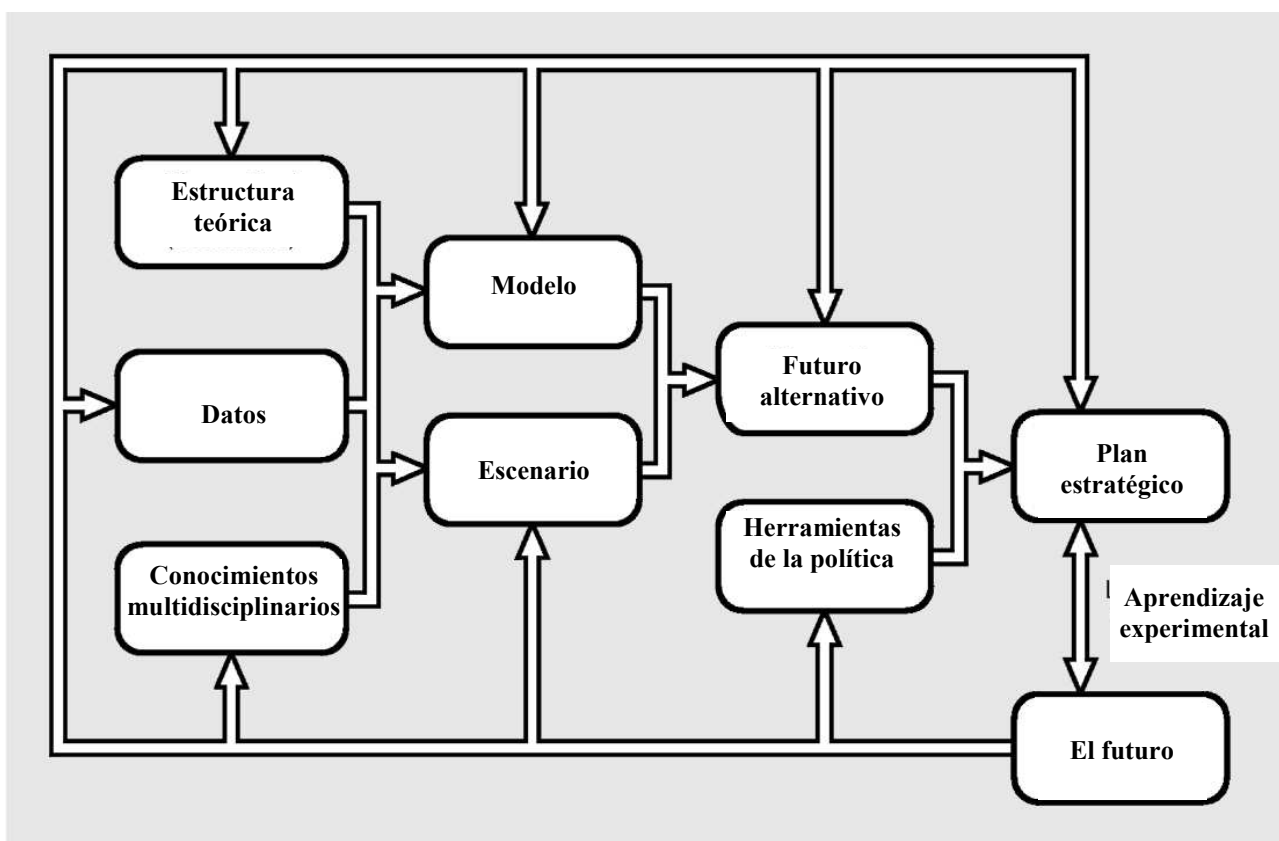 Estructura
teórica
Modelo
Datos
Futuro
alternativo
Escenario
Plan
estratégico
Herramientas
de la política
Conocimientos
multidisciplinarios
Aprendizaje
experimental
El futuro